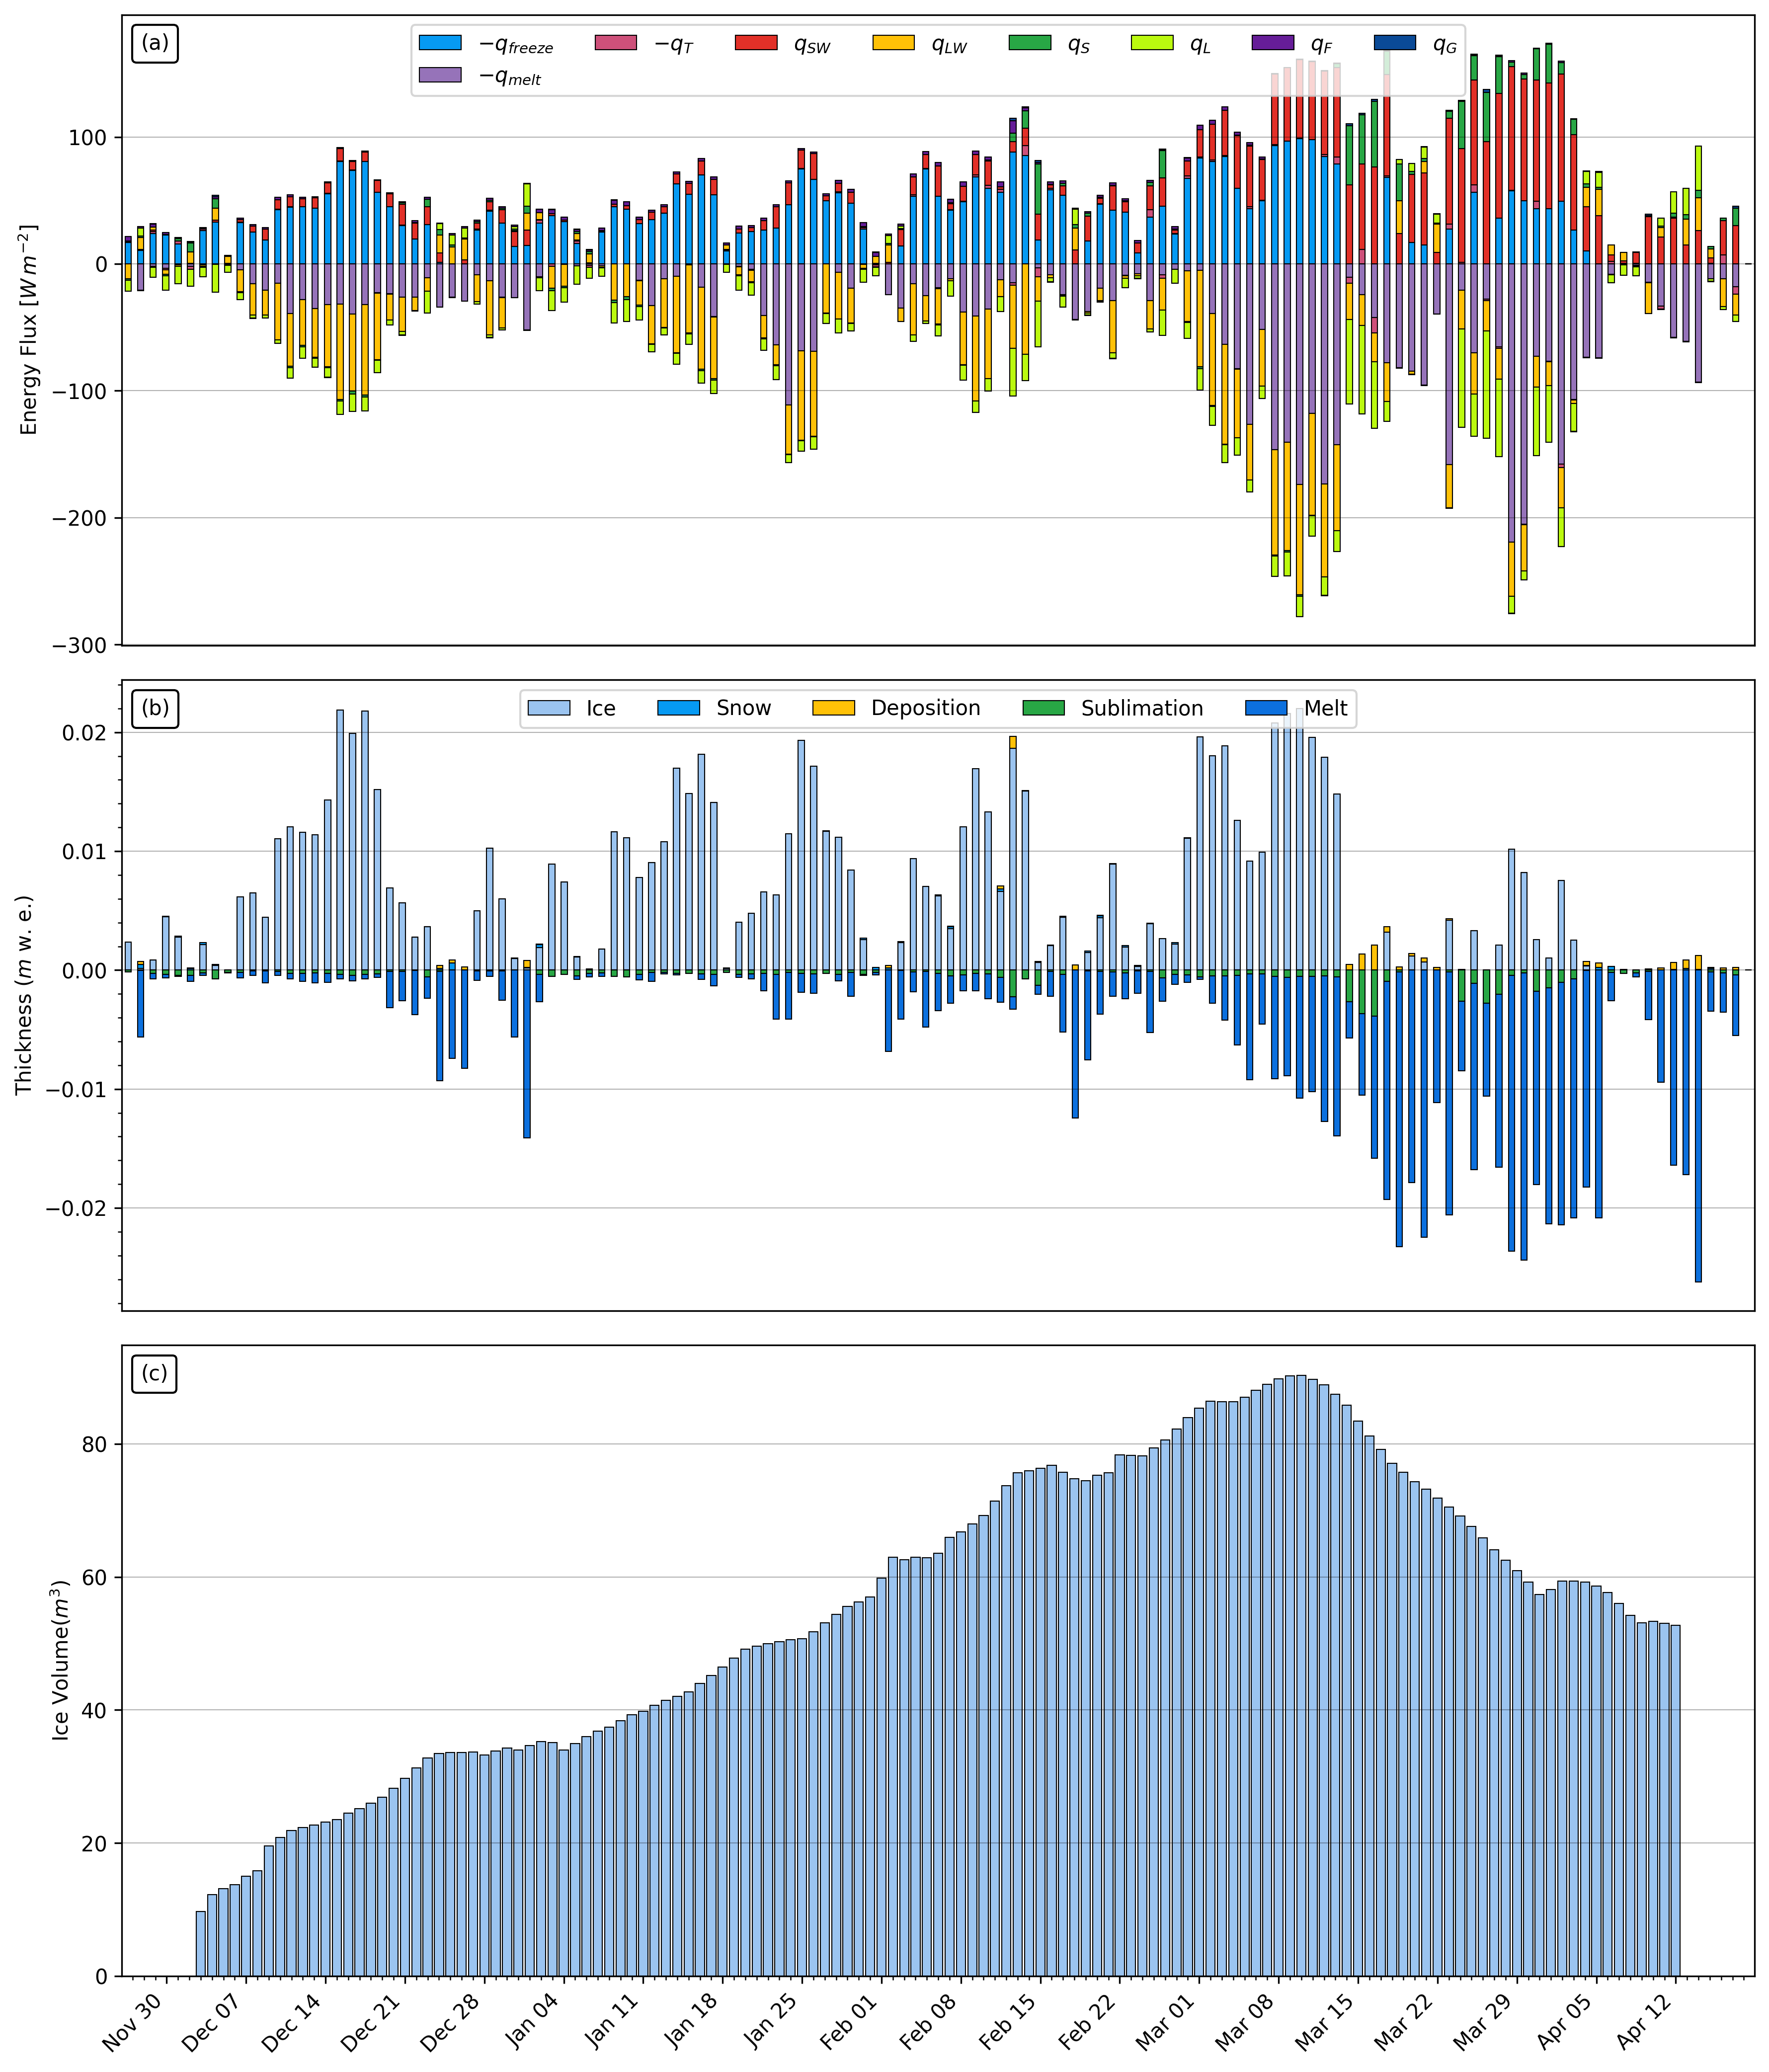 (a)
−q_freeze −q_T q_SW q_LW q_S q_L q_F q_G
−q_melt
Energy Flux [W m⁻²]
100
0
−100
−200
−300
(b)
Ice Snow Deposition Sublimation Melt
Thickness (m w. e.)
0.02
0.01
0.00
−0.01
−0.02
(c)
Ice Volume(m³)
80
60
40
20
0
Nov 30 Dec 07 Dec 14 Dec 21 Dec 28 Jan 04 Jan 11 Jan 18 Jan 25 Feb 01 Feb 08 Feb 15 Feb 22 Mar 01 Mar 08 Mar 15 Mar 22 Mar 29 Apr 05 Apr 12